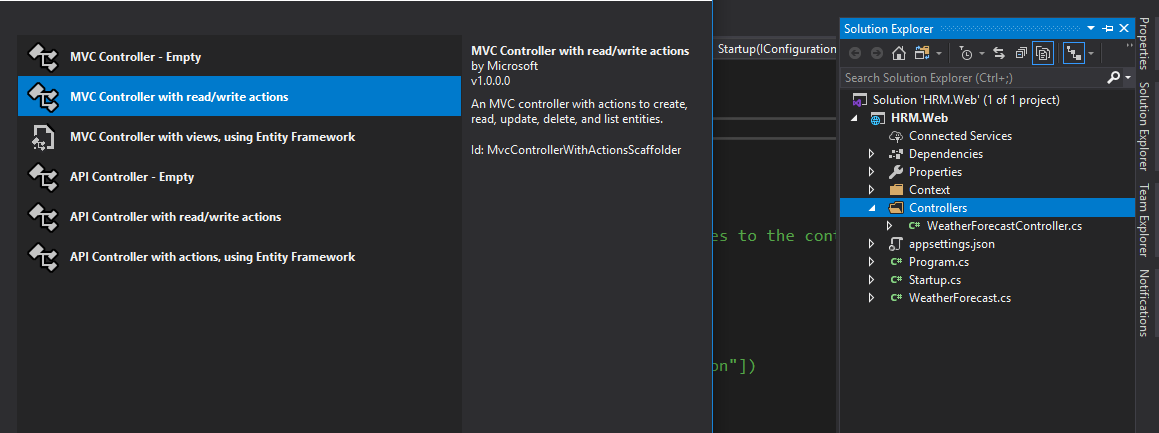 MVC Controller - Empty
MVC Controller with read/write actions
MVC Controller with views, using Entity Framework
API Controller - Empty
API Controller with read/write actions
API Controller with actions, using Entity Framework
MVC Controller with read/write actions
by Microsoft
v1.0.0.0
An MVC controller with actions to create,
read, update, delete, and list entities.
Id: MvcControllerWithActionsScaffolder
Startup(IConfiguration
es to the cont
on"])
Solution Explorer
Search Solution Explorer (Ctrl+;)
Solution 'HRM.Web' (1 of 1 project)
HRM.Web
Connected Services
Dependencies
Properties
Context
Controllers
C# WeatherForecastController.cs
appsettings.json
C# Program.cs
C# Startup.cs
C# WeatherForecast.cs
Properties
Solution Explorer
Team Explorer
Notifications